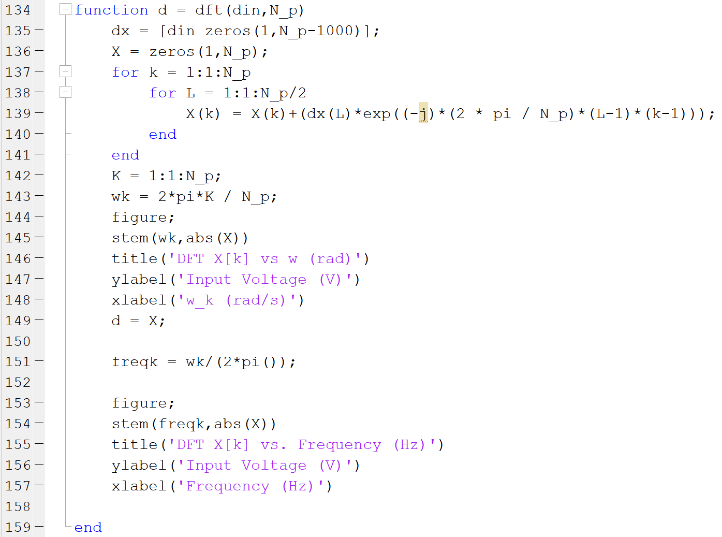 134 function d = dft(din,N_p)
135 dx = [din zeros(1,N_p-1000)];
136 X = zeros(1,N_p);
137 for k = 1:1:N_p
138 for L = 1:1:N_p/2
139 X(k) = X(k)+(dx(L)*exp((-j)*(2 * pi / N_p)*(L-1)*(k-1)));
140 end
141 end
142 K = 1:1:N_p;
143 wk = 2*pi*K / N_p;
144 figure;
145 stem(wk,abs(X))
146 title('DFT X[k] vs w (rad)')
147 ylabel('Input Voltage (V)')
148 xlabel('w_k (rad/s)')
149 d = X;
150
151 freqk = wk/(2*pi());
152
153 figure;
154 stem(freqk,abs(X))
155 title('DFT X[k] vs. Frequency (Hz)')
156 ylabel('Input Voltage (V)')
157 xlabel('Frequency (Hz)')
158
159 end